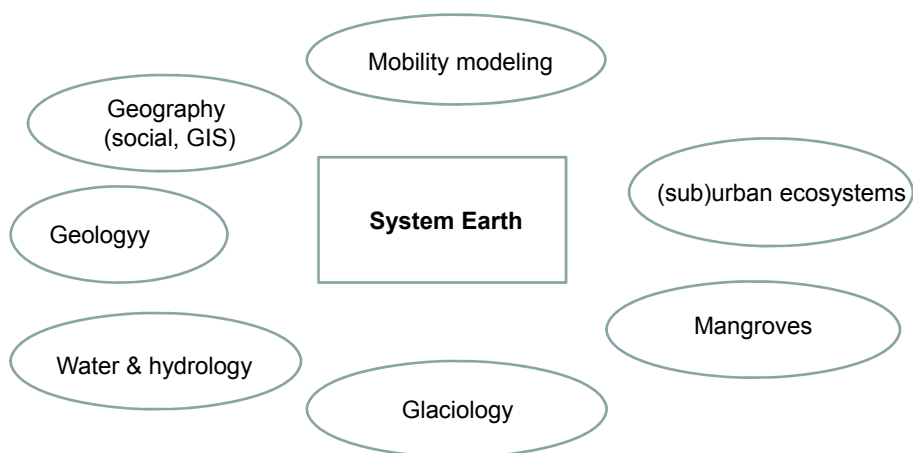 Mobility modeling
Geography
(social, GIS)
(sub)urban ecosystems
System Earth
Geologyy
Mangroves
Water & hydrology
Glaciology